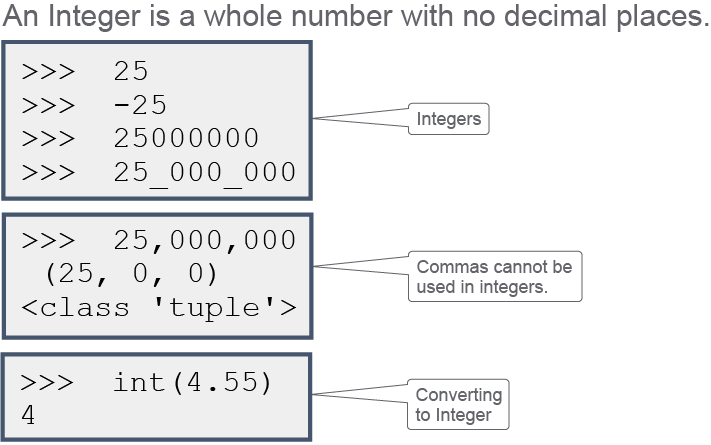 An Integer is a whole number with no decimal places.
>>> 25
>>> -25
>>> 25000000
>>> 25_000_000
Integers
>>> 25,000,000
(25, 0, 0)
<class 'tuple'>
Commas cannot be
used in integers.
>>> int(4.55)
4
Converting
to Integer